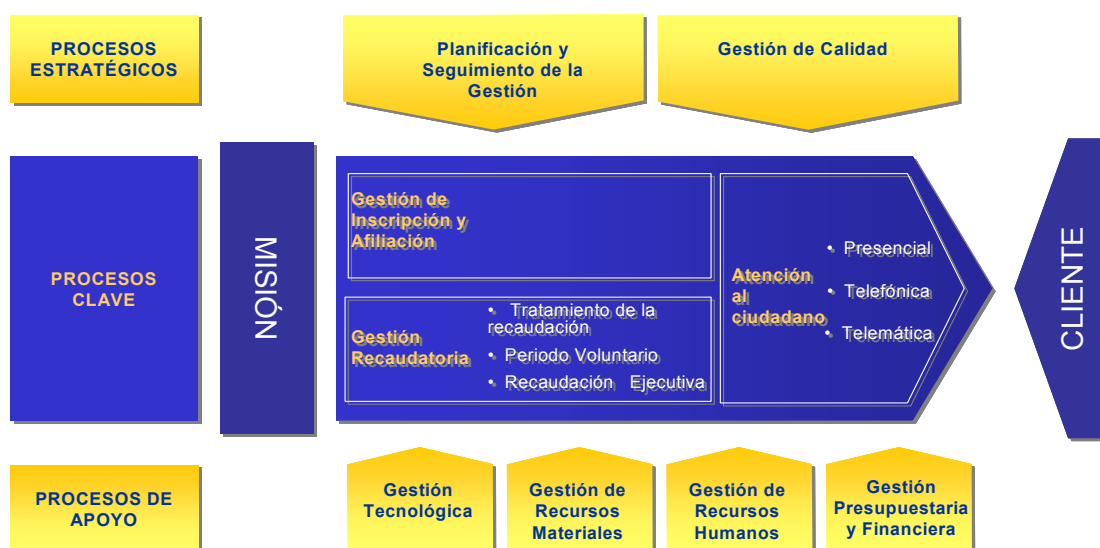 PROCESOS
ESTRATÉGICOS
Planificación y
Seguimiento de la
Gestión
Gestión de Calidad
PROCESOS
CLAVE
MISIÓN
Gestión de
Inscripción y
Afiliación
Gestión
Recaudatoria
• Tratamiento de la
recaudación
• Periodo Voluntario
• Recaudación Ejecutiva
Atención
al
ciudadano
• Presencial
• Telefónica
• Telemática
CLIENTE
PROCESOS DE
APOYO
Gestión
Tecnológica
Gestión de
Recursos
Materiales
Gestión de
Recursos
Humanos
Gestión
Presupuestaria
y Financiera